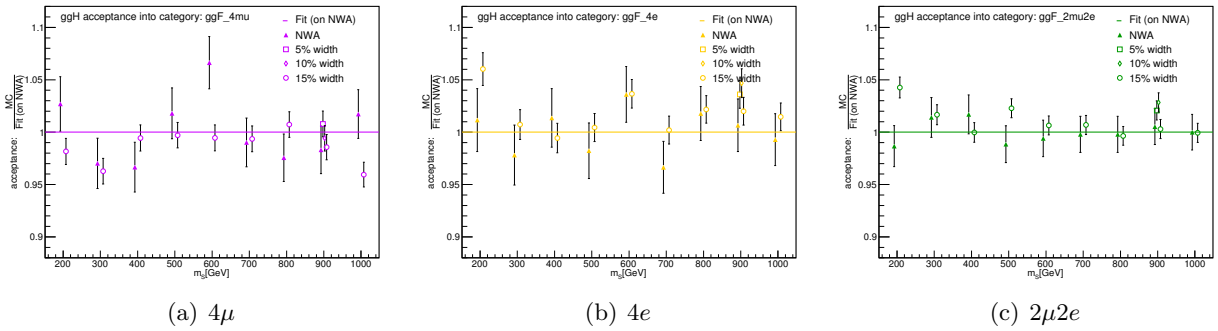 ggH acceptance into category: ggF_4mu
Fit (on NWA)
NWA
5% width
10% width
15% width
acceptance: MC / Fit (on NWA)
1.1
1.05
1
0.95
0.9
200 300 400 500 600 700 800 900 1000
m_S[GeV]
(a) 4μ
ggH acceptance into category: ggF_4e
Fit (on NWA)
NWA
5% width
10% width
15% width
acceptance: MC / Fit (on NWA)
1.1
1.05
1
0.95
0.9
200 300 400 500 600 700 800 900 1000
m_S[GeV]
(b) 4e
ggH acceptance into category: ggF_2mu2e
Fit (on NWA)
NWA
5% width
10% width
15% width
acceptance: MC / Fit (on NWA)
1.1
1.05
1
0.95
0.9
200 300 400 500 600 700 800 900 1000
m_S[GeV]
(c) 2μ2e